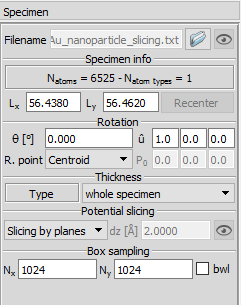 Specimen
Filename Au_nanoparticle_slicing.txt
Specimen info
Natoms = 6525 - Natom types = 1
Lx 56.4380 Ly 56.4620 Recenter
Rotation
θ [º] 0.000 û 1.0 0.0 0.0
R. point Centroid P0 0.0 0.0 0.0
Thickness
Type whole specimen
Potential slicing
Slicing by planes dz [Å] 2.0000
Box sampling
Nx 1024 Ny 1024 bwl